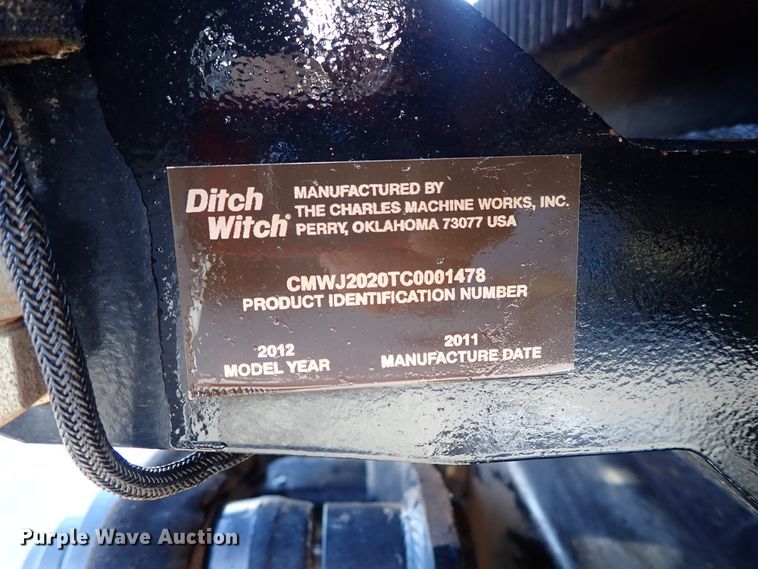 Ditch
Witch®
MANUFACTURED BY
THE CHARLES MACHINE WORKS, INC.
PERRY, OKLAHOMA 73077 USA
CMWJ2020TC0001478
PRODUCT IDENTIFICATION NUMBER
2012
MODEL YEAR
2011
MANUFACTURE DATE
Purple Wave Auction®